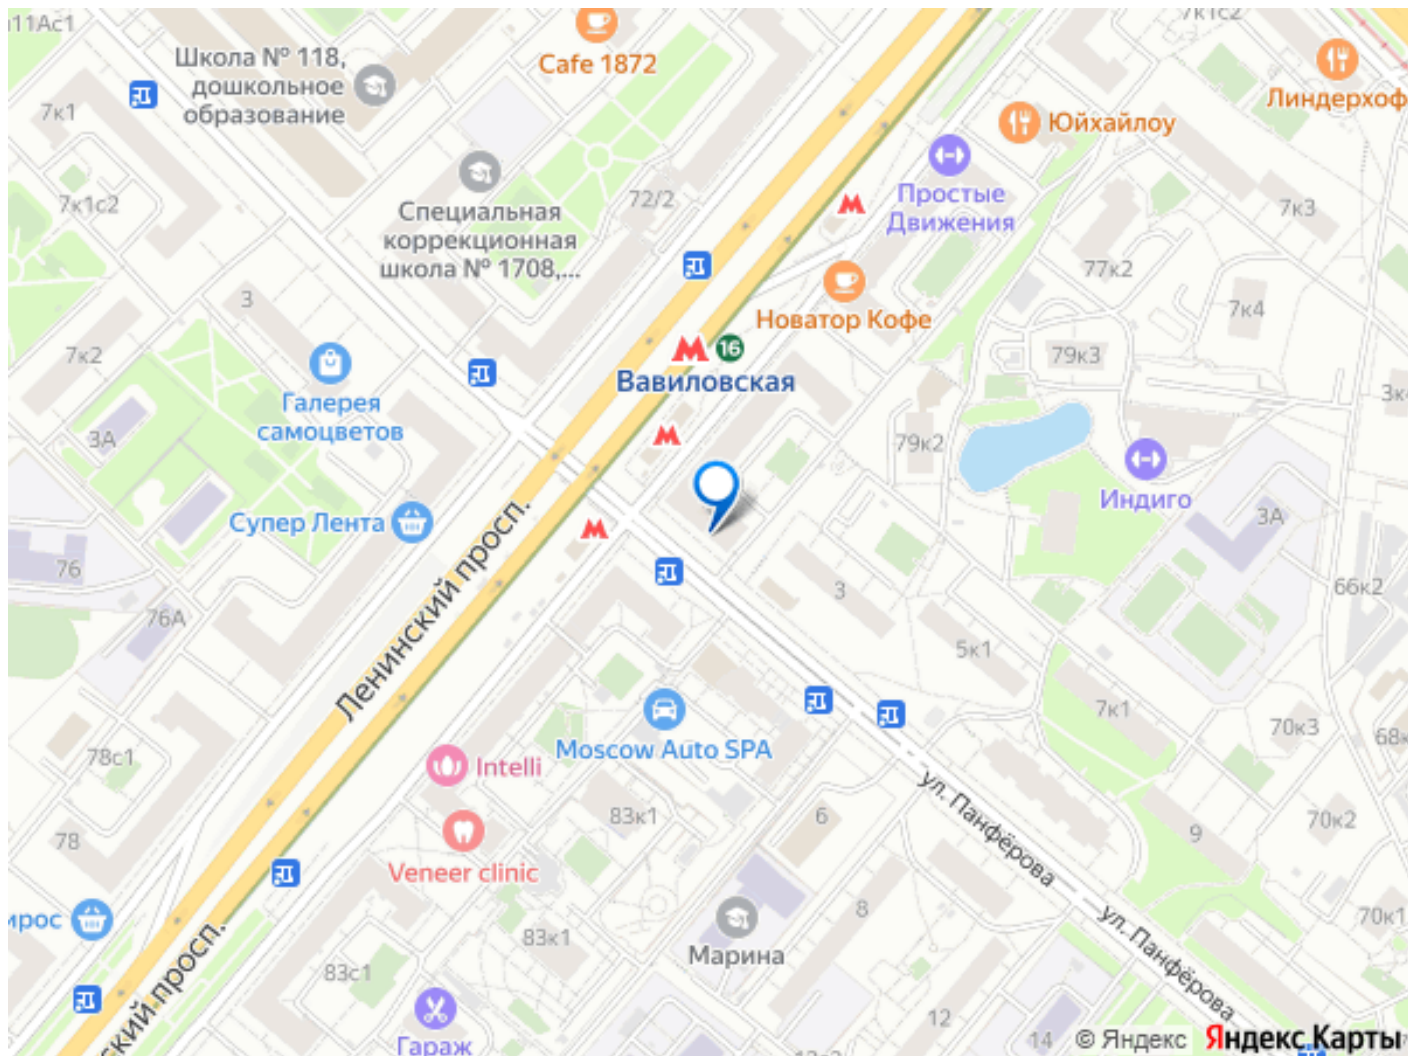 11Ас1
7к1с2
Школа № 118,
дошкольное
образование
Cafe 1872
Линдерхоф
7к1
Юйхайлоу
7к1с2
Специальная
коррекционная
школа № 1708,...
72/2
Простые
Движения
7к3
77к2
3
7к4
Новатор Кофе
16
Вавиловская
7к2
79к3
Галерея
самоцветов
3А
79к2
Индиго
Супер Лента
3А
Ленинский просп.
76
76А
3
66к2
5к1
7к1
70к3
68к
78с1
Moscow Auto SPA
Intelli
78
83к1
6
ул. Панфёрова
9
70к2
Veneer clinic
ирос
8
70к1
83к1
Марина
ул. Панфёрова
83с1
ский просп.
Гараж
12
14
© Яндекс
Яндекс Карты